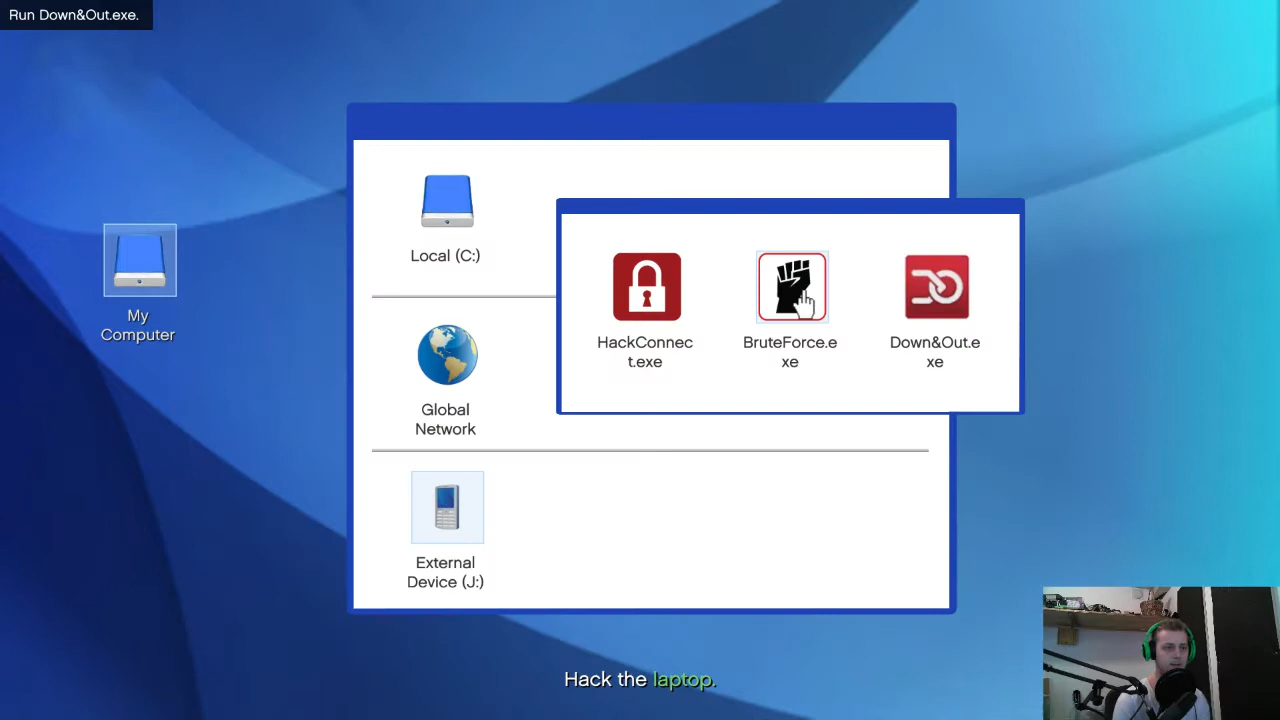 Run Down&Out.exe.
Local (C:)
HackConnec
t.exe
BruteForce.e
xe
Down&Out.e
xe
My
Computer
Global
Network
External
Device (J:)
Hack the laptop.